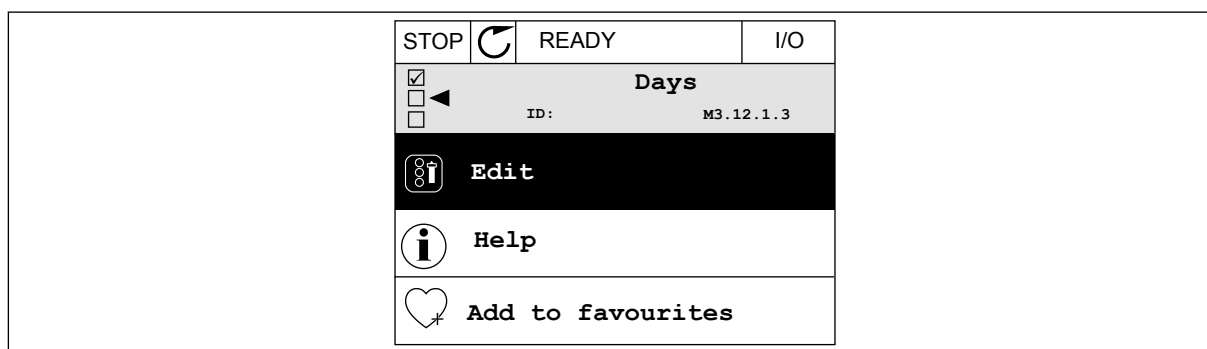 STOP READY I/O
Days
ID: M3.12.1.3
Edit
Help
Add to favourites